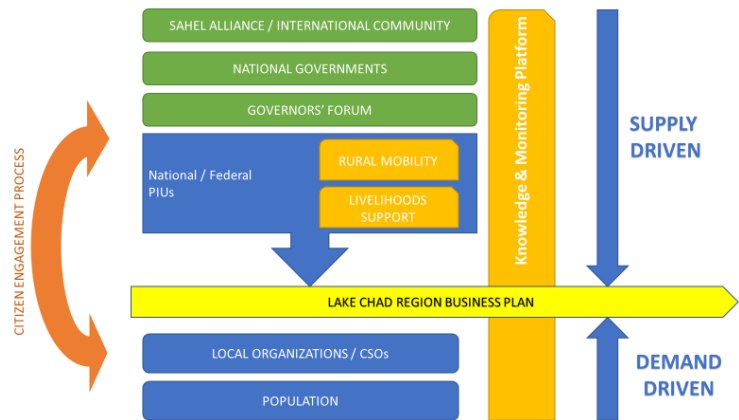 SAHEL ALLIANCE / INTERNATIONAL COMMUNITY
NATIONAL GOVERNMENTS
GOVERNORS' FORUM
National / Federal
PIUs
RURAL MOBILITY
LIVELIHOODS
SUPPORT
Knowledge & Monitoring Platform
SUPPLY
DRIVEN
CITIZEN ENGAGEMENT PROCESS
LAKE CHAD REGION BUSINESS PLAN
LOCAL ORGANIZATIONS / CSOs
POPULATION
DEMAND
DRIVEN